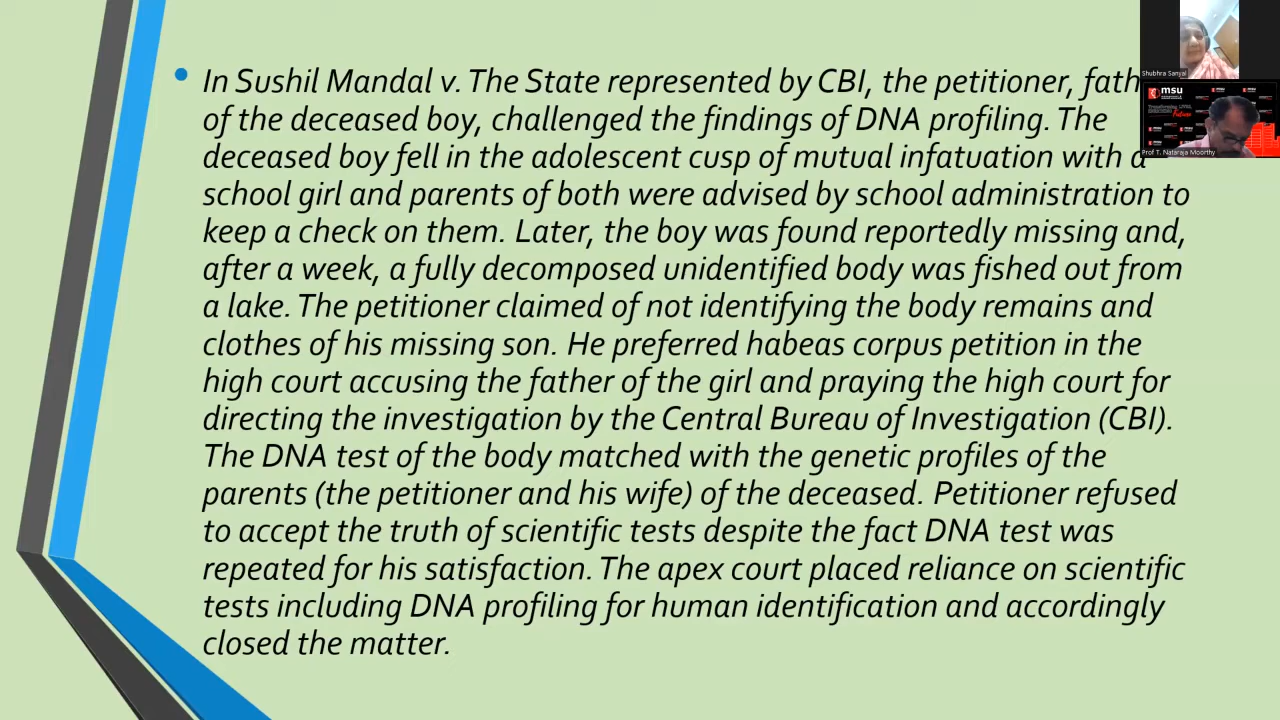 In Sushil Mandal v. The State represented by CBI, the petitioner, fath
of the deceased boy, challenged the findings of DNA profiling. The
deceased boy fell in the adolescent cusp of mutual infatuation with a
school girl and parents of both were advised by school administration to
keep a check on them. Later, the boy was found reportedly missing and,
after a week, a fully decomposed unidentified body was fished out from
a lake. The petitioner claimed of not identifying the body remains and
clothes of his missing son. He preferred habeas corpus petition in the
high court accusing the father of the girl and praying the high court for
directing the investigation by the Central Bureau of Investigation (CBI).
The DNA test of the body matched with the genetic profiles of the
parents (the petitioner and his wife) of the deceased. Petitioner refused
to accept the truth of scientific tests despite the fact DNA test was
repeated for his satisfaction. The apex court placed reliance on scientific
tests including DNA profiling for human identification and accordingly
closed the matter.
Shubhra Sanyal
msu
Future
Prof T. Nataraja Moorthy